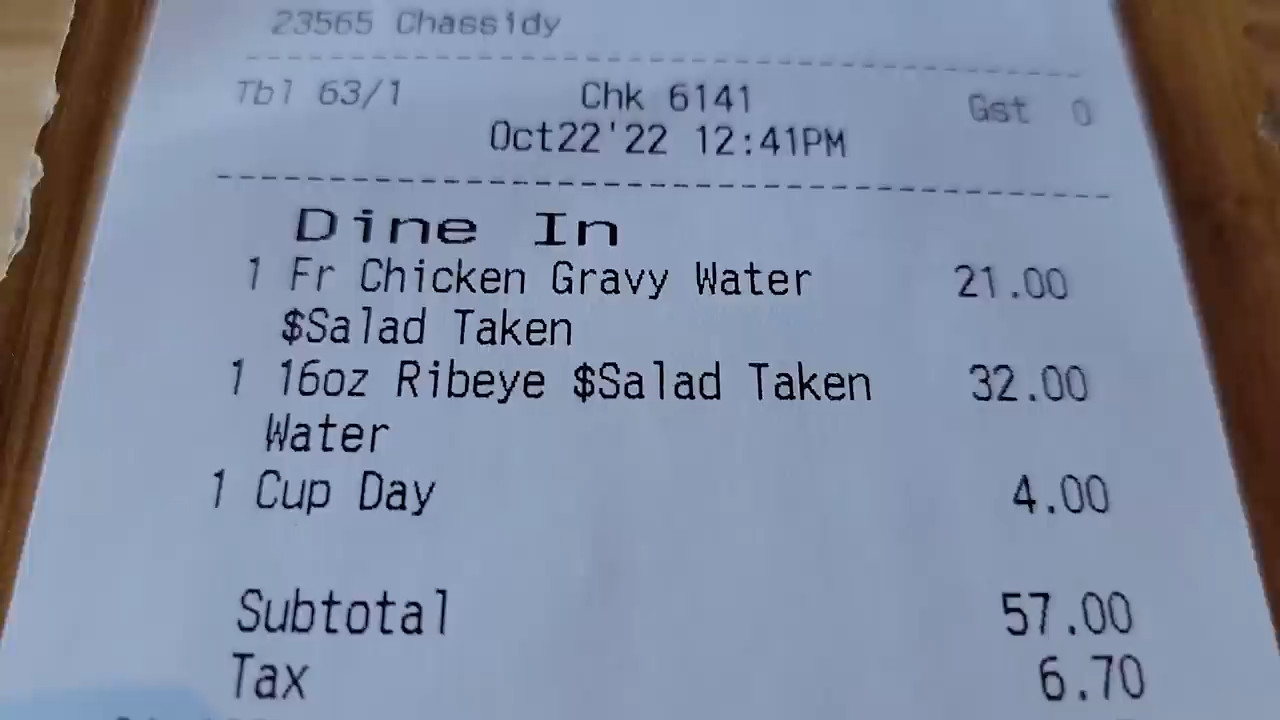 23565 Chassidy
Tbl 63/1 Chk 6141 Gst 0
Oct22'22 12:41PM
Dine In
1 Fr Chicken Gravy Water 21.00
$Salad Taken
1 16oz Ribeye $Salad Taken 32.00
Water
1 Cup Day 4.00
Subtotal 57.00
Tax 6.70